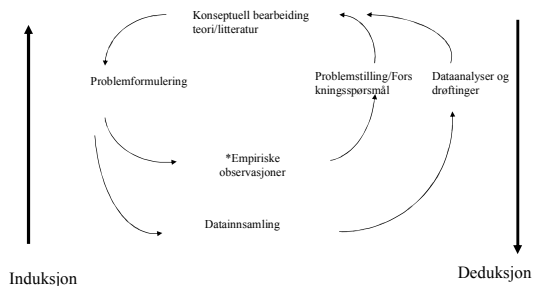 Konseptuell bearbeiding
teori/litteratur
Problemformulering
Problemstilling/Fors
kningsspørsmål
Dataanalyser og
drøftinger
*Empiriske
observasjoner
Datainnsamling
Induksjon
Deduksjon